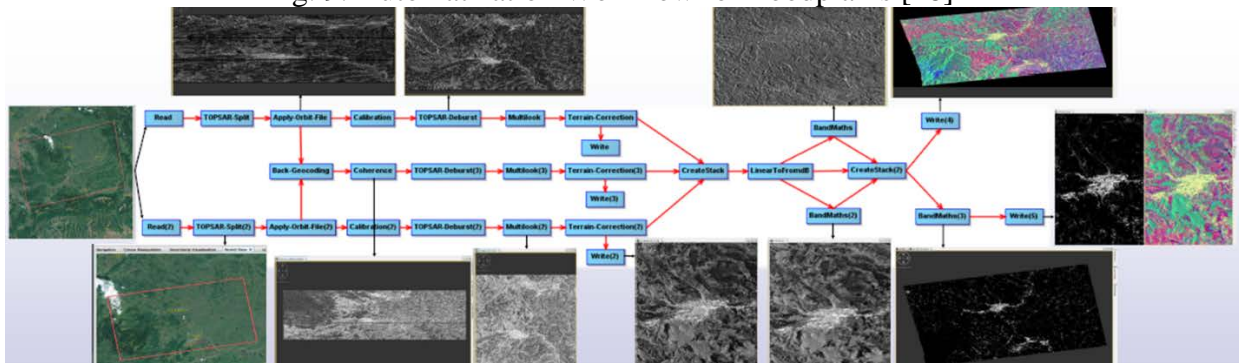 Read TOPSAR-Split Apply-Orbit-File Calibration TOPSAR-Deburst Multilook Terrain-Correction
Write
BandMaths
Write(4)
Back-Geocoding Coherence TOPSAR-Deburst(3) Multilook(3) Terrain-Correction(3) CreateStack LinearToFromdB CreateStack(2)
Write(3)
Read(2) TOPSAR-Split(2) Apply-Orbit-File(2) Calibration(2) TOPSAR-Deburst(2) Multilook(2) Terrain-Correction(2)
BandMaths(2) BandMaths(3) Write(5)
Write(2)